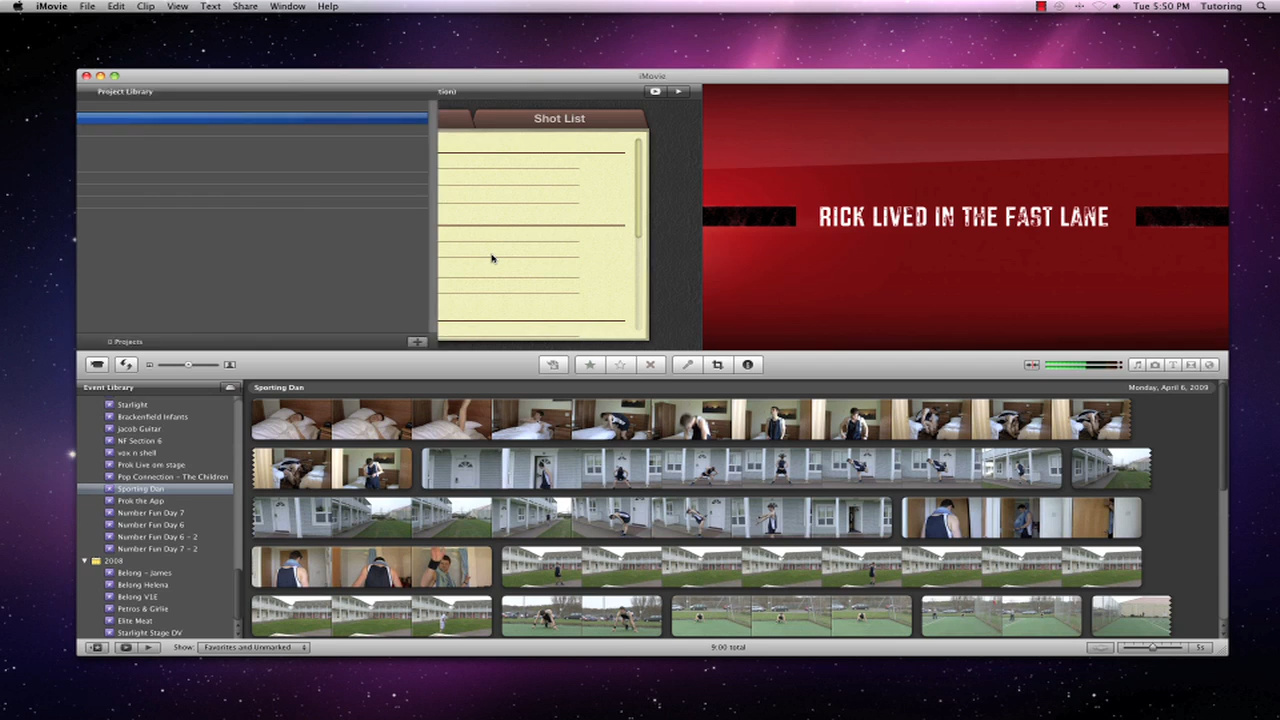 iMovie File Edit Clip View Text Share Window Help
Tue 5:50 PM Tutoring
iMovie
Project Library
tion)
Shot List
RICK LIVED IN THE FAST LANE
0 Projects
Event Library
Sporting Dan
Monday, April 6, 2009
Starlight
Brackenfield Infants
jacob Guitar
NF Section 6
vox n shell
Prok Live om stage
Pop Connection – The Children
Sporting Dan
Prok the App
Number Fun Day 7
Number Fun Day 6
Number Fun Day 6 – 2
Number Fun Day 7 – 2
2008
Belong – James
Belong Helena
Belong V1E
Petros & Girlie
Elite Meat
Starlight Stage DV
Show: Favorites and Unmarked
9:00 total
5s